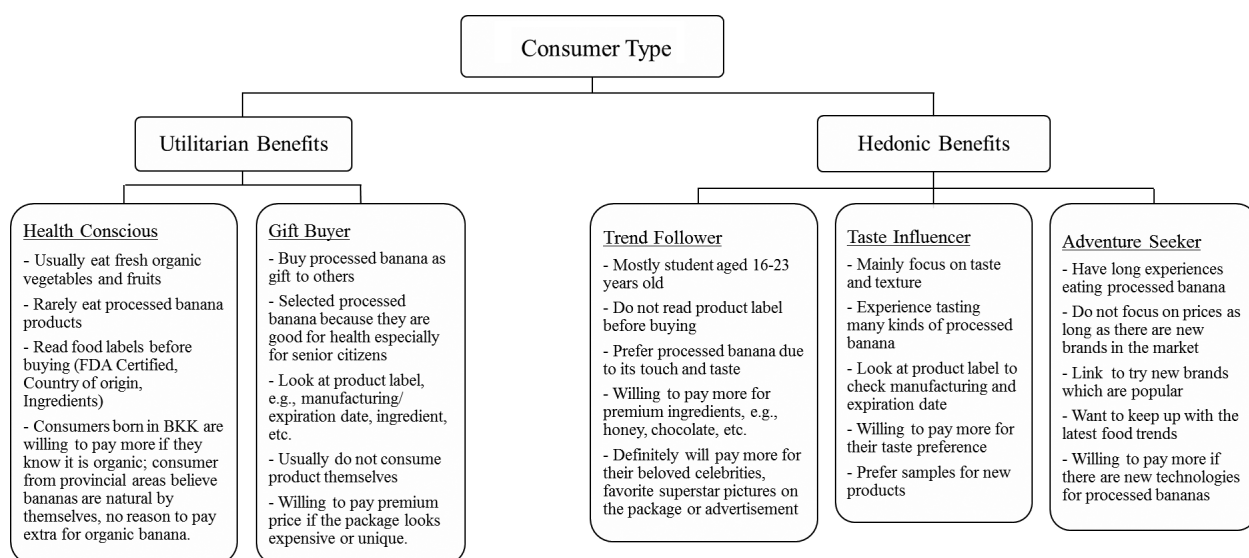 Consumer Type
Utilitarian Benefits
Hedonic Benefits
Health Conscious
- Usually eat fresh organic
vegetables and fruits
- Rarely eat processed banana
products
- Read food labels before
buying (FDA Certified,
Country of origin,
Ingredients)
- Consumers born in BKK are
willing to pay more if they
know it is organic; consumer
from provincial areas believe
bananas are natural by
themselves, no reason to pay
extra for organic banana.
Gift Buyer
- Buy processed banana as
gift to others
- Selected processed
banana because they are
good for health especially
for senior citizens
- Look at product label,
e.g., manufacturing/
expiration date, ingredient,
etc.
- Usually do not consume
product themselves
- Willing to pay premium
price if the package looks
expensive or unique.
Trend Follower
- Mostly student aged 16-23
years old
- Do not read product label
before buying
- Prefer processed banana due
to its touch and taste
- Willing to pay more for
premium ingredients, e.g.,
honey, chocolate, etc.
- Definitely will pay more for
their beloved celebrities,
favorite superstar pictures on
the package or advertisement
Taste Influencer
- Mainly focus on taste
and texture
- Experience tasting
many kinds of processed
banana
- Look at product label to
check manufacturing and
expiration date
- Willing to pay more for
their taste preference
- Prefer samples for new
products
Adventure Seeker
- Have long experiences
eating processed banana
- Do not focus on prices as
long as there are new
brands in the market
- Link to try new brands
which are popular
- Want to keep up with the
latest food trends
- Willing to pay more if
there are new technologies
for processed bananas